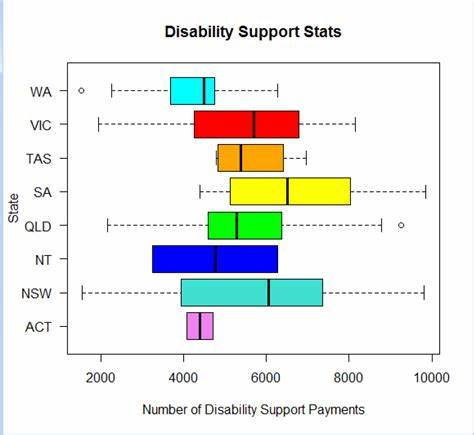 Disability Support Stats
WA
VIC
TAS
SA
QLD
NT
NSW
ACT
State
2000 4000 6000 8000 10000
Number of Disability Support Payments